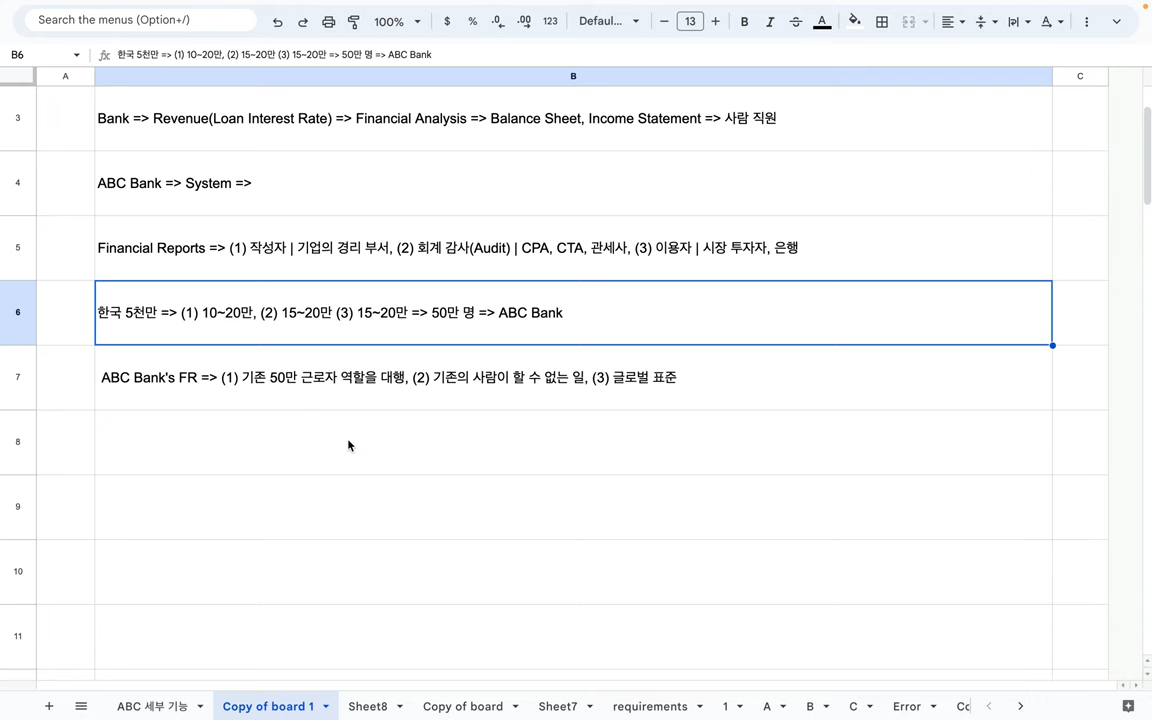 Search the menus (Option+/)
100%
$
%
.0
.00
123
Defaul...
13
B
I
S
A
B6
fx
한국 5천만 => (1) 10~20만, (2) 15~20만 (3) 15~20만 => 50만 명 => ABC Bank
A
B
C
3
Bank => Revenue(Loan Interest Rate) => Financial Analysis => Balance Sheet, Income Statement => 사람 직원
4
ABC Bank => System =>
5
Financial Reports => (1) 작성자 | 기업의 경리 부서, (2) 회계 감사(Audit) | CPA, CTA, 관세사, (3) 이용자 | 시장 투자자, 은행
6
한국 5천만 => (1) 10~20만, (2) 15~20만 (3) 15~20만 => 50만 명 => ABC Bank
7
ABC Bank's FR => (1) 기존 50만 근로자 역할을 대행, (2) 기존의 사람이 할 수 없는 일, (3) 글로벌 표준
8
9
10
11
ABC 세부 기능
Copy of board 1
Sheet8
Copy of board
Sheet7
requirements
1
A
B
C
Error